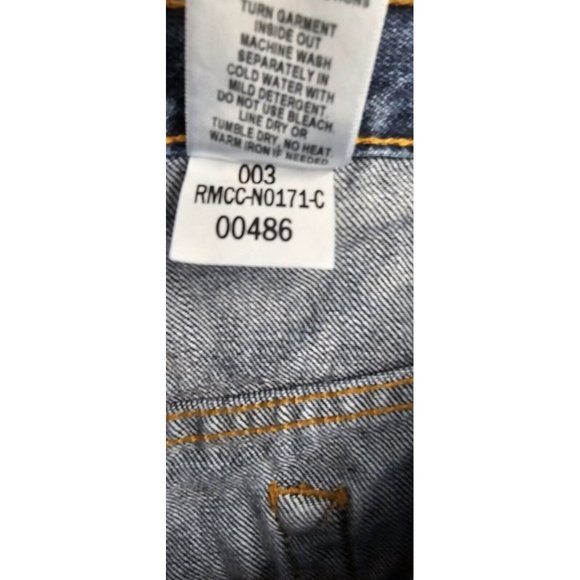 TURN GARMENT
INSIDE OUT
MACHINE WASH
SEPARATELY IN
COLD WATER WITH
MILD DETERGENT.
DO NOT USE BLEACH.
LINE DRY OR
TUMBLE DRY, NO HEAT.
WARM IRON IF NEEDED
003
RMCC-N0171-C
00486